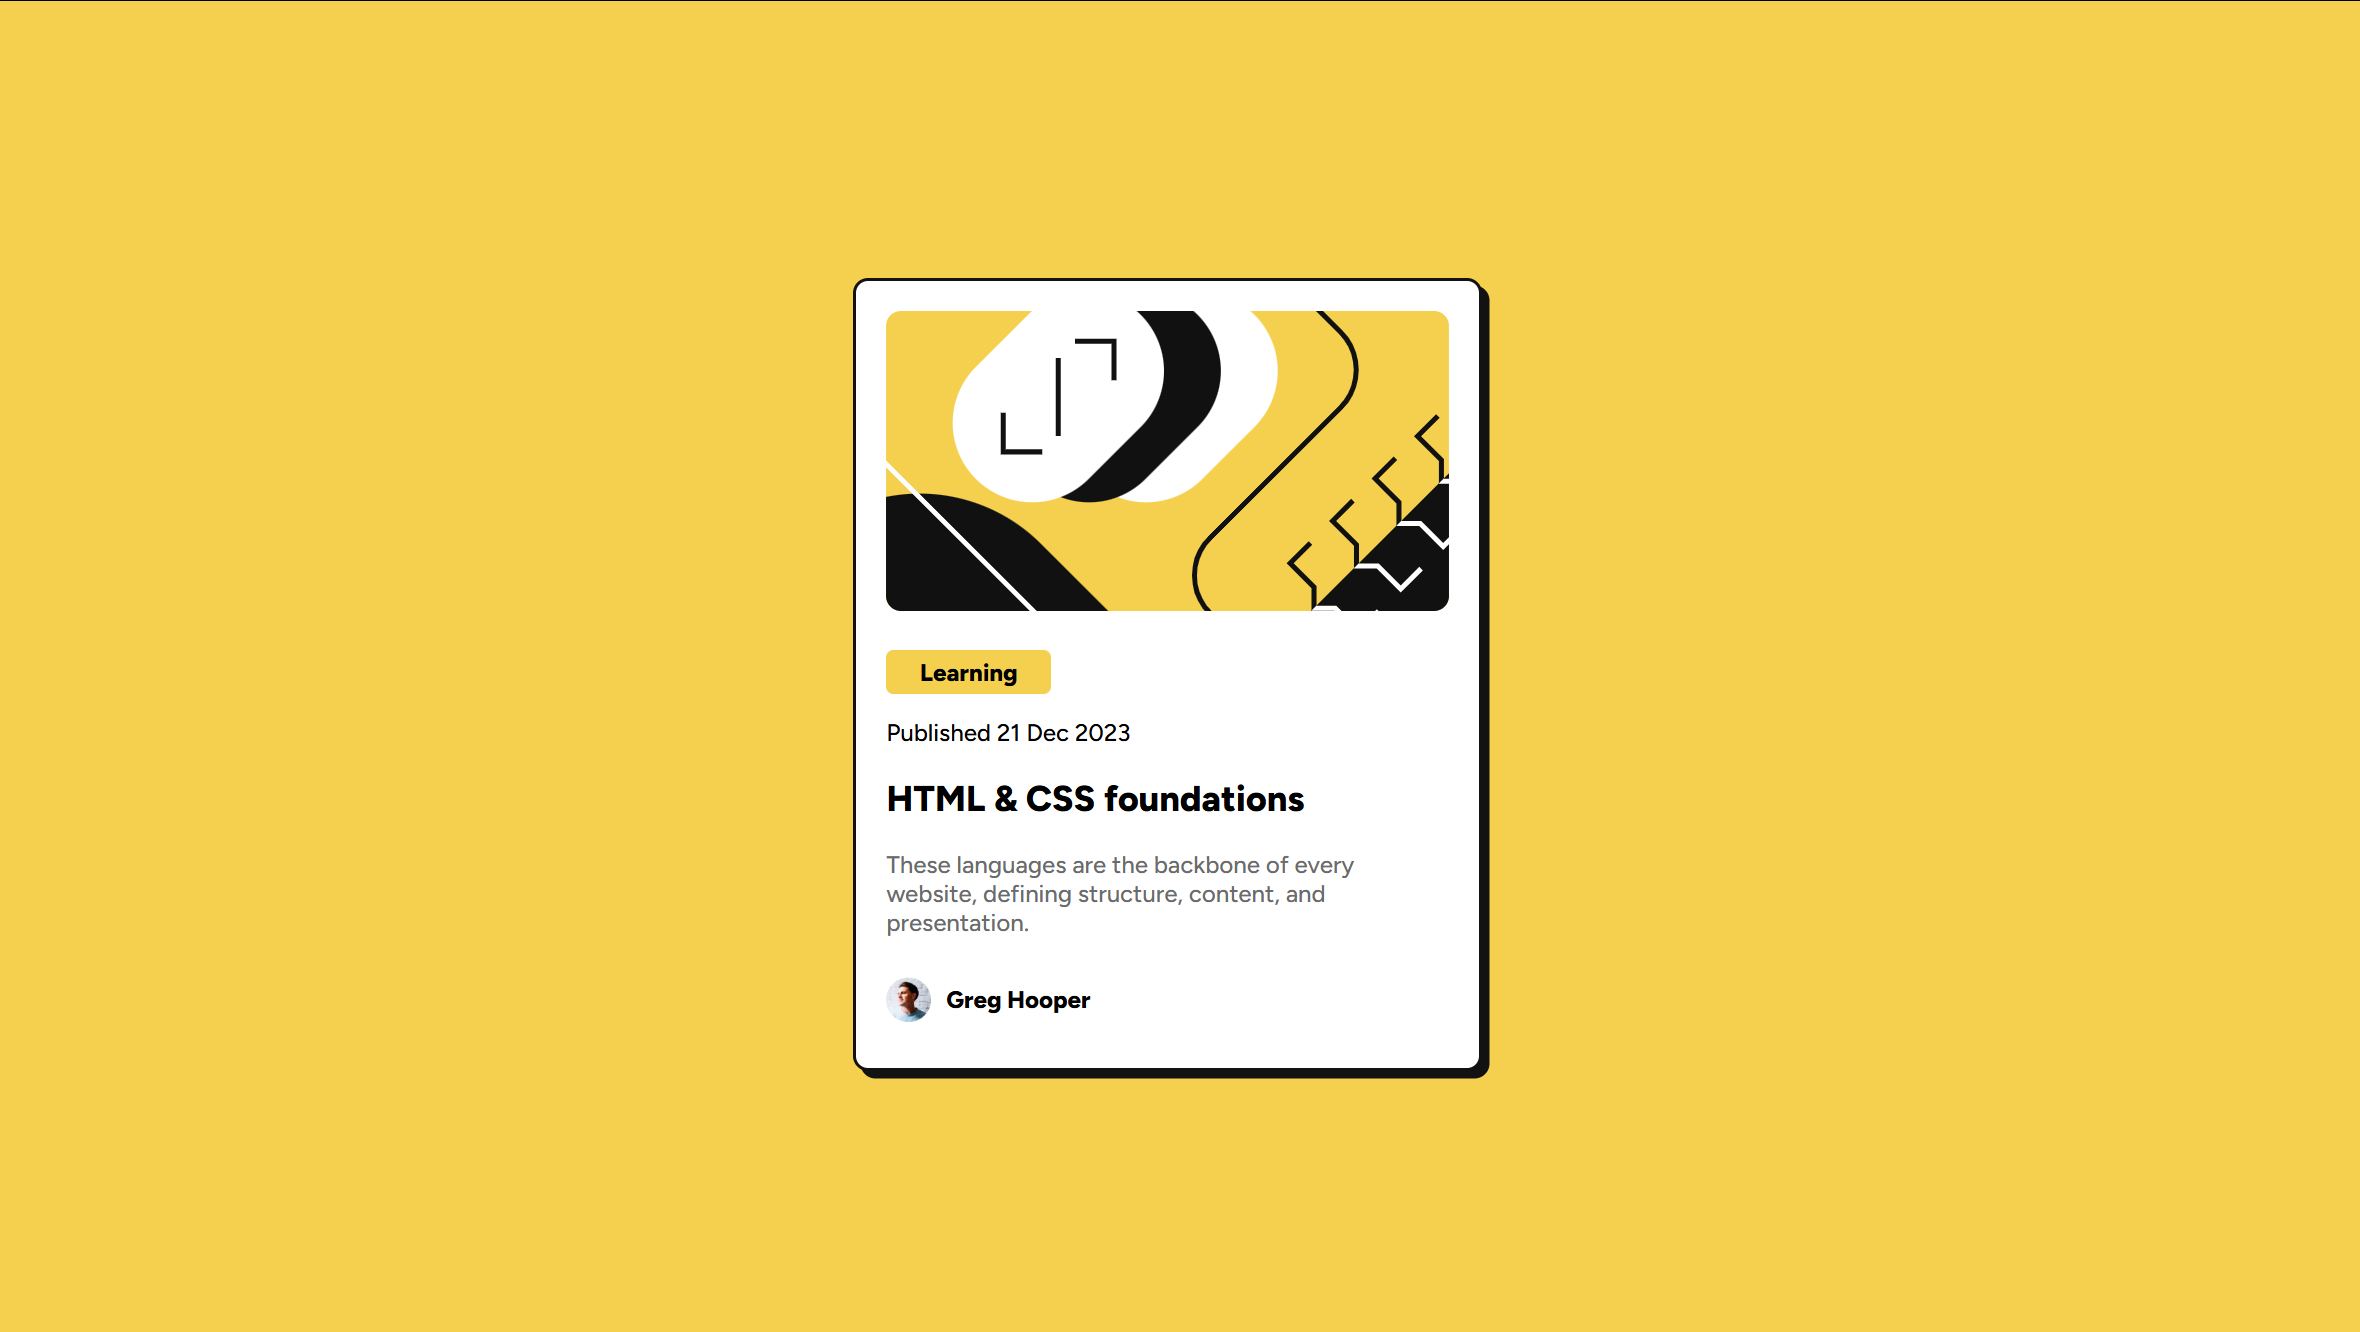 Learning
Published 21 Dec 2023
HTML & CSS foundations
These languages are the backbone of every
website, defining structure, content, and
presentation.
Greg Hooper